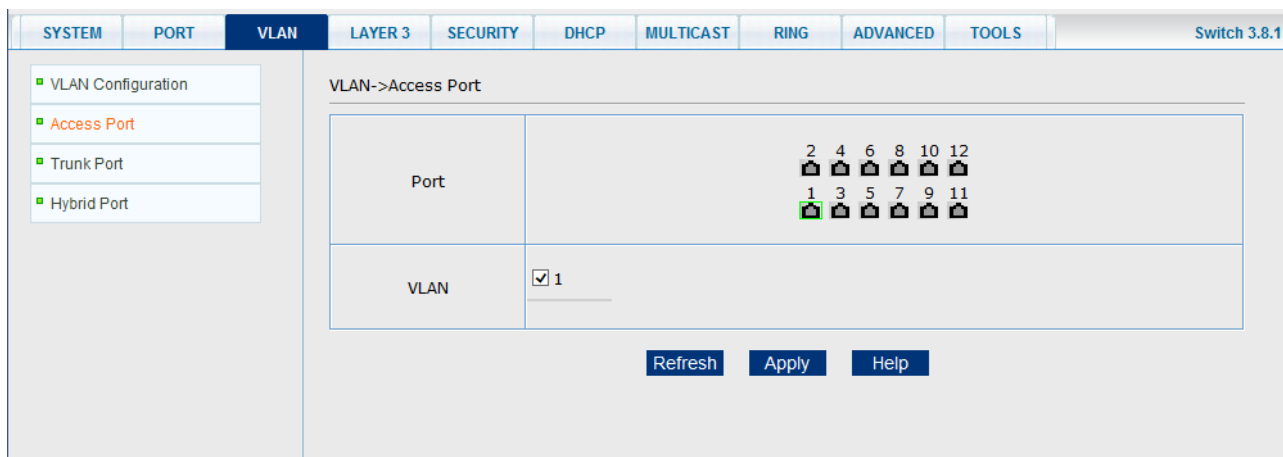 SYSTEM PORT VLAN LAYER 3 SECURITY DHCP MULTICAST RING ADVANCED TOOLS Switch 3.8.1
VLAN Configuration
Access Port
Trunk Port
Hybrid Port
VLAN->Access Port
Port
2 4 6 8 10 12
1 3 5 7 9 11
VLAN
1
Refresh Apply Help